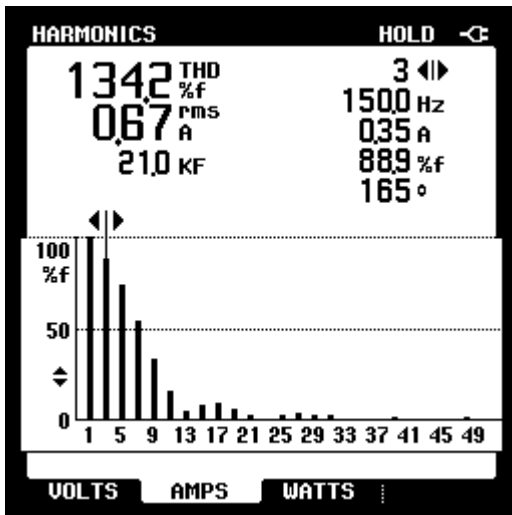 HARMONICS HOLD
134.2 THD %f
0.67 rms A
21.0 KF
3
150.0 Hz
0.35 A
88.9 %f
165°
100
%f
50
0
1 5 9 13 17 21 25 29 33 37 41 45 49
VOLTS AMPS WATTS